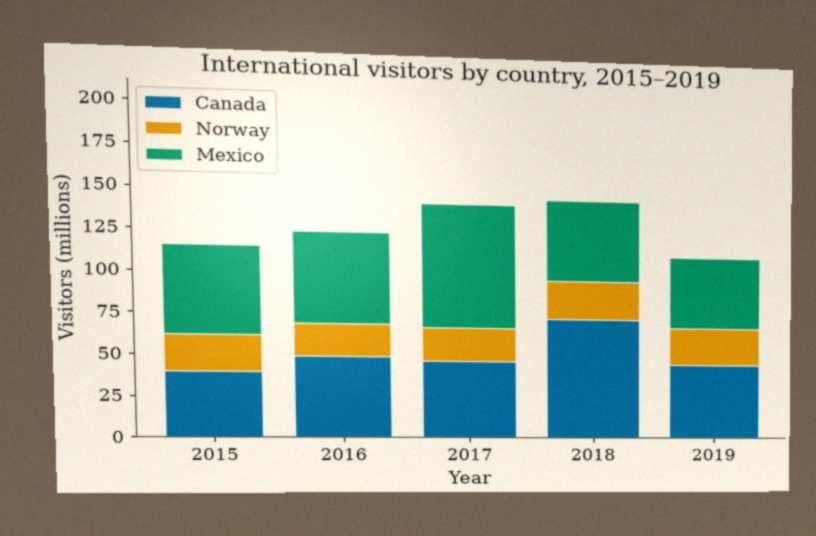 International visitors by country, 2015–2019
Canada
Norway
Mexico
Visitors (millions)
200
175
150
125
100
75
50
25
0
2015 2016 2017 2018 2019
Year